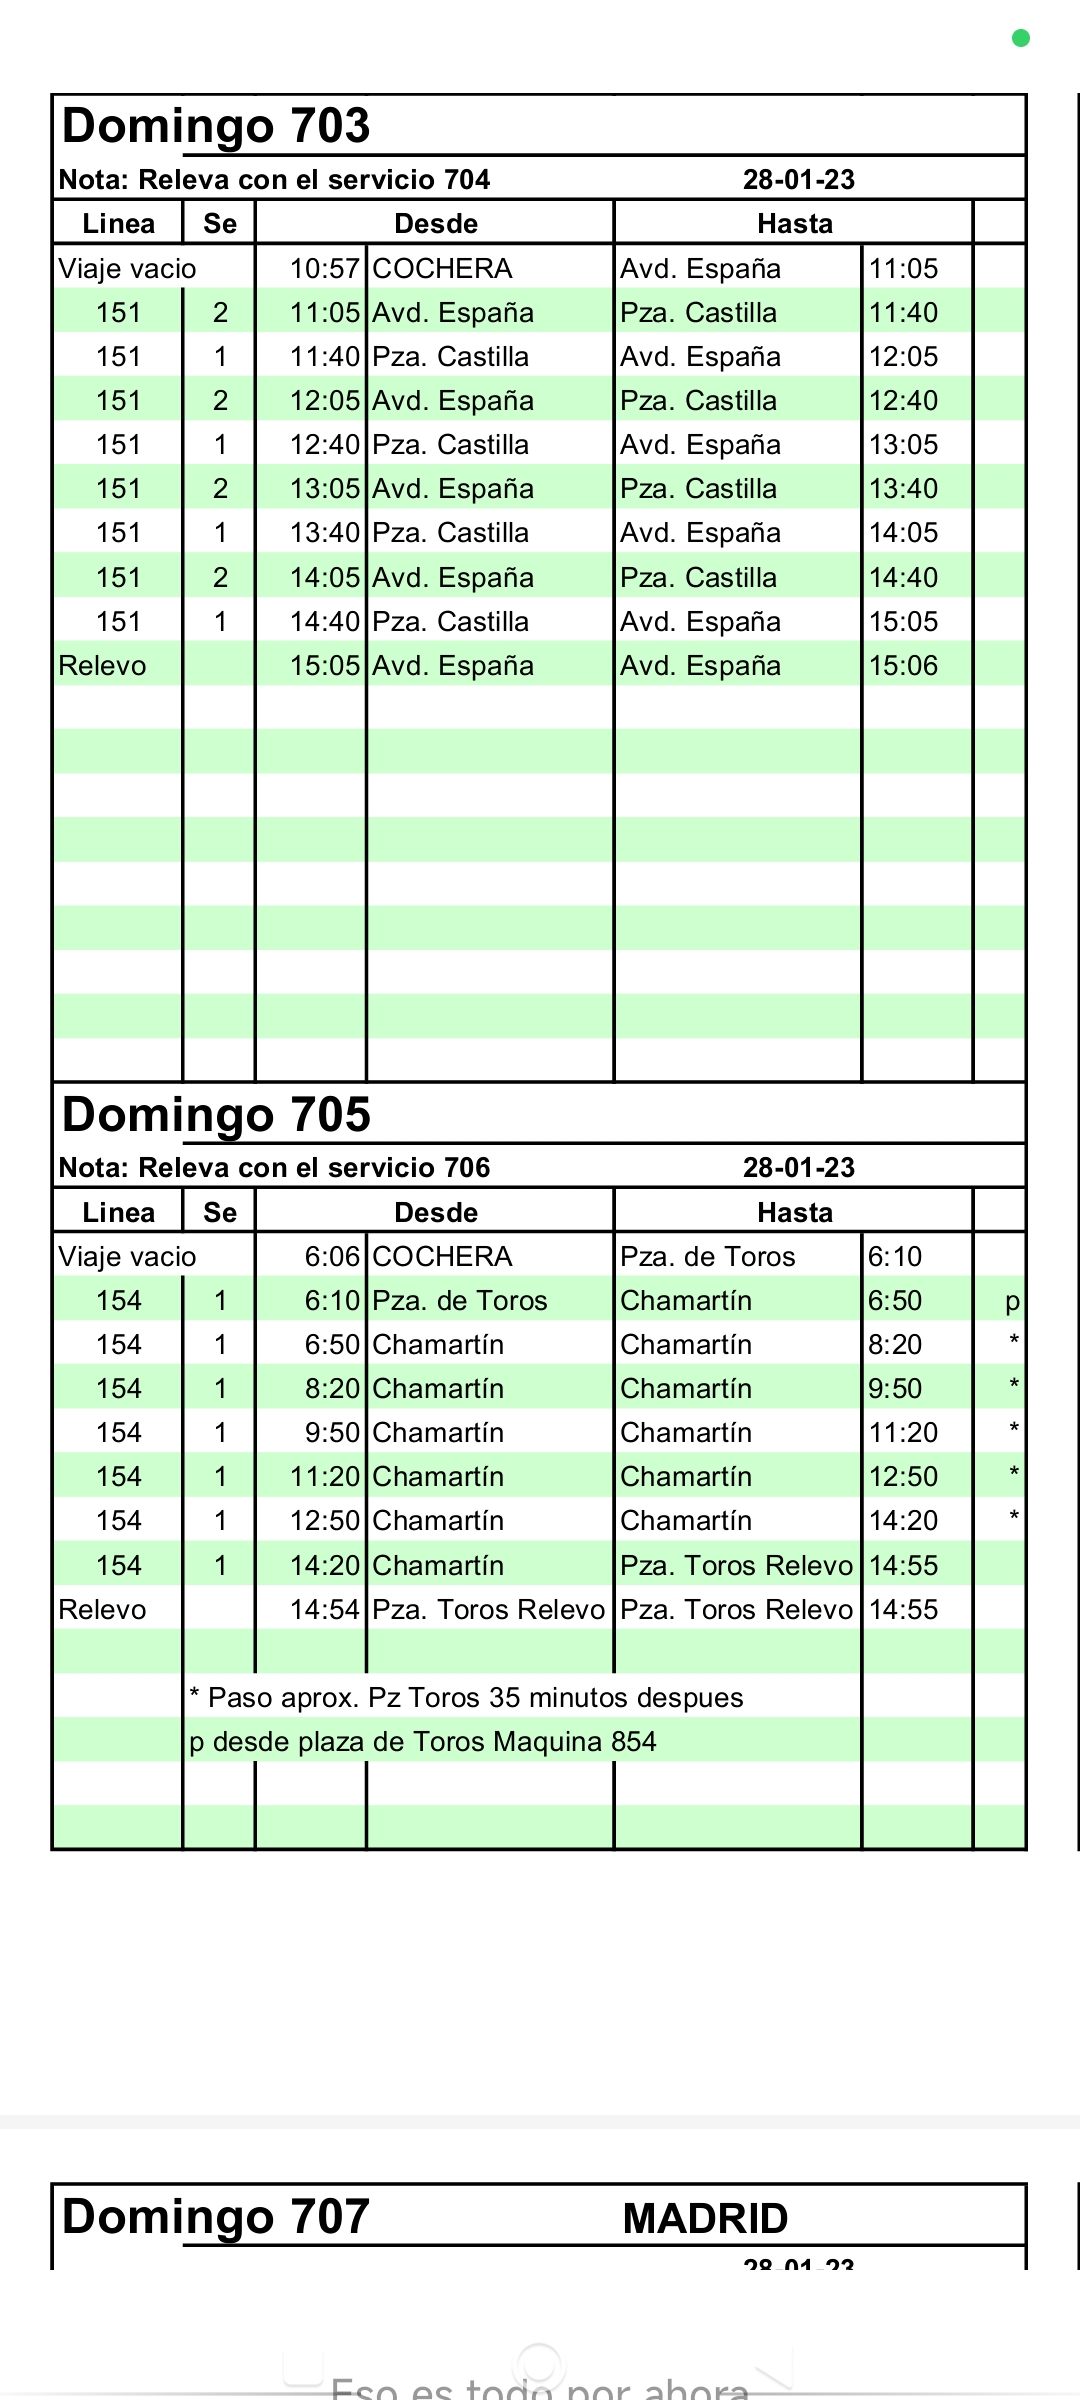 Domingo 703
Nota: Releva con el servicio 704 28-01-23
Linea Se Desde Hasta
Viaje vacio 10:57 COCHERA Avd. España 11:05
151 2 11:05 Avd. España Pza. Castilla 11:40
151 1 11:40 Pza. Castilla Avd. España 12:05
151 2 12:05 Avd. España Pza. Castilla 12:40
151 1 12:40 Pza. Castilla Avd. España 13:05
151 2 13:05 Avd. España Pza. Castilla 13:40
151 1 13:40 Pza. Castilla Avd. España 14:05
151 2 14:05 Avd. España Pza. Castilla 14:40
151 1 14:40 Pza. Castilla Avd. España 15:05
Relevo 15:05 Avd. España Avd. España 15:06
Domingo 705
Nota: Releva con el servicio 706 28-01-23
Linea Se Desde Hasta
Viaje vacio 6:06 COCHERA Pza. de Toros 6:10
154 1 6:10 Pza. de Toros Chamartín 6:50 p
154 1 6:50 Chamartín Chamartín 8:20 *
154 1 8:20 Chamartín Chamartín 9:50 *
154 1 9:50 Chamartín Chamartín 11:20 *
154 1 11:20 Chamartín Chamartín 12:50 *
154 1 12:50 Chamartín Chamartín 14:20 *
154 1 14:20 Chamartín Pza. Toros Relevo 14:55
Relevo 14:54 Pza. Toros Relevo Pza. Toros Relevo 14:55
* Paso aprox. Pz Toros 35 minutos despues
p desde plaza de Toros Maquina 854
Domingo 707 MADRID
28-01-23
Eso es todo por ahora